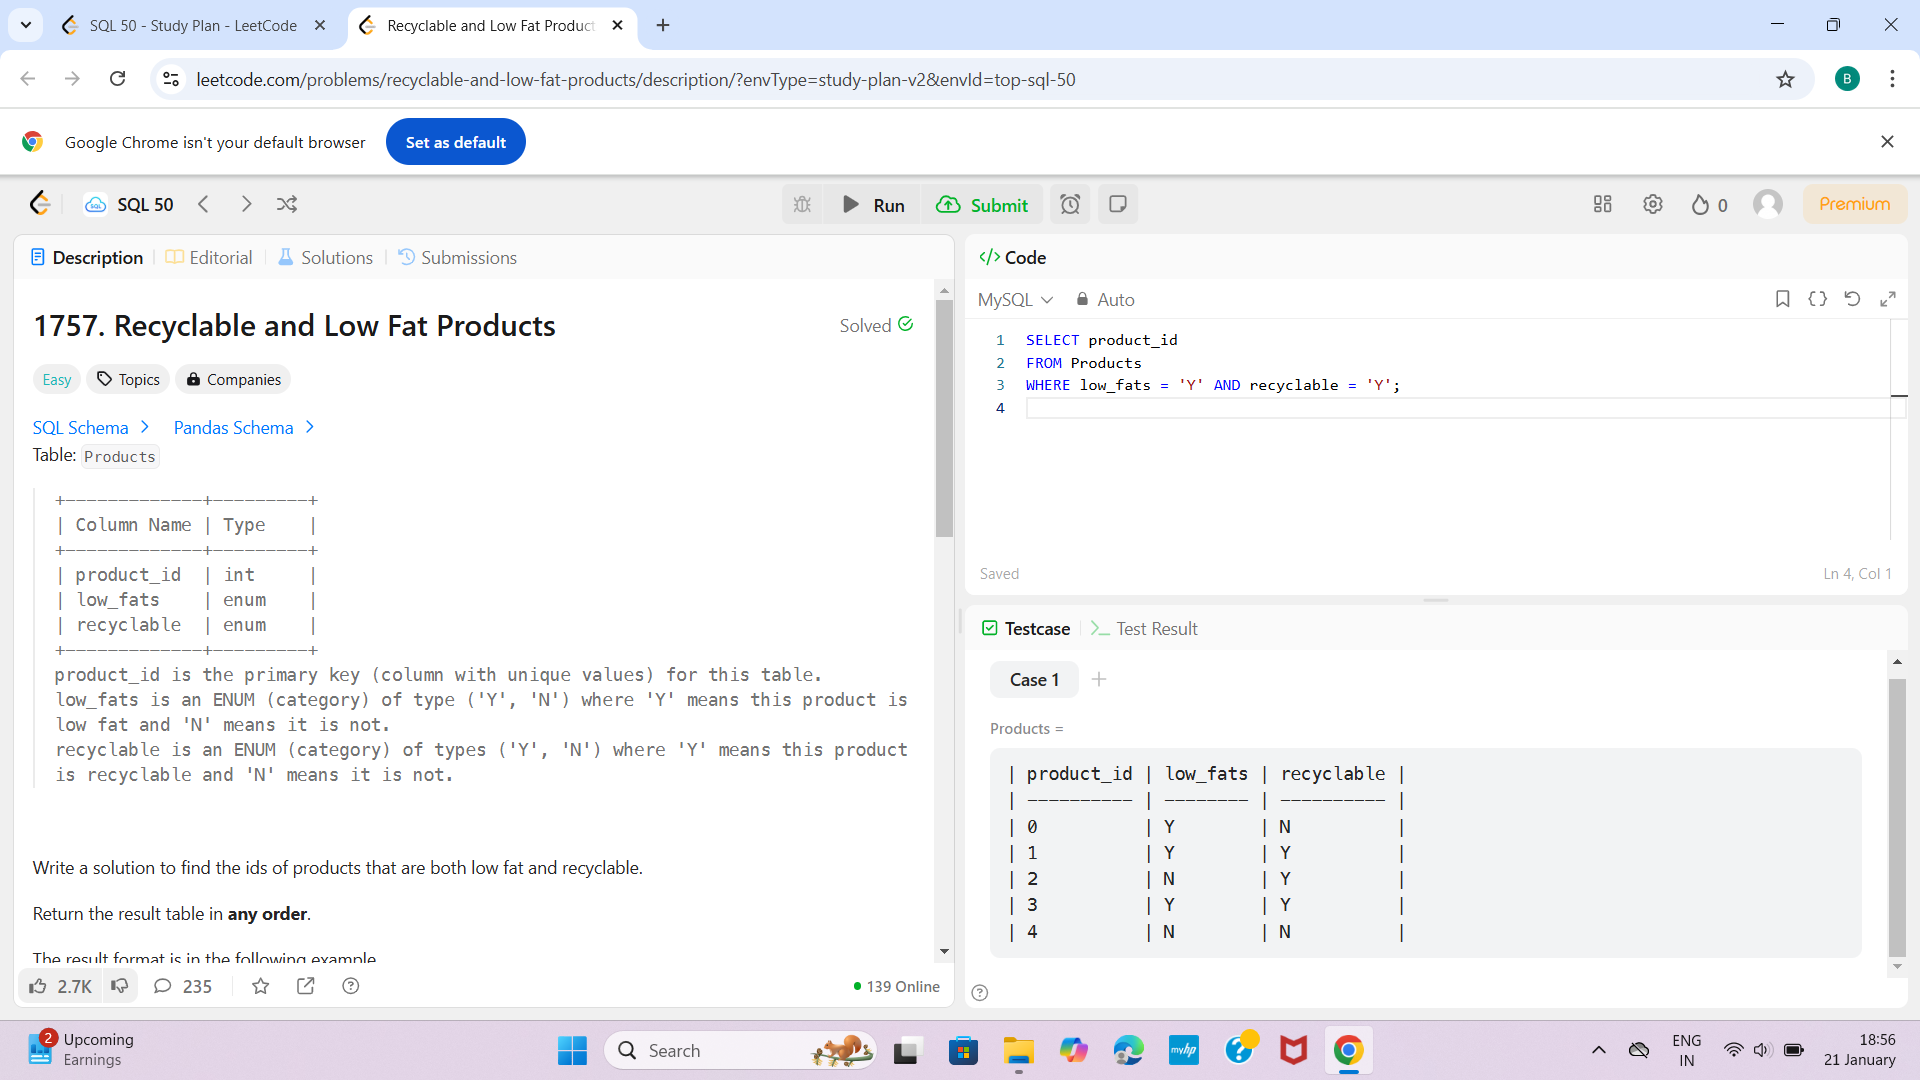 SQL 50 - Study Plan - LeetCode
Recyclable and Low Fat Product
leetcode.com/problems/recyclable-and-low-fat-products/description/?envType=study-plan-v2&envId=top-sql-50
B
Google Chrome isn't your default browser
Set as default
SQL 50
Run
Submit
0
Premium
Description
Editorial
Solutions
Submissions
1757. Recyclable and Low Fat Products
Solved
Easy
Topics
Companies
SQL Schema
Pandas Schema
Table: Products
+-------------+---------+
| Column Name | Type    |
+-------------+---------+
| product_id  | int     |
| low_fats    | enum    |
| recyclable  | enum    |
+-------------+---------+
product_id is the primary key (column with unique values) for this table.
low_fats is an ENUM (category) of type ('Y', 'N') where 'Y' means this product is
low fat and 'N' means it is not.
recyclable is an ENUM (category) of types ('Y', 'N') where 'Y' means this product
is recyclable and 'N' means it is not.
Write a solution to find the ids of products that are both low fat and recyclable.
Return the result table in any order.
The result format is in the following example
2.7K
235
139 Online
Code
MySQL
Auto
1 SELECT product_id
2 FROM Products
3 WHERE low_fats = 'Y' AND recyclable = 'Y';
4
Saved
Ln 4, Col 1
Testcase
Test Result
Case 1
Products =
| product_id | low_fats | recyclable |
| ---------- | -------- | ---------- |
| 0          | Y        | N          |
| 1          | Y        | Y          |
| 2          | N        | Y          |
| 3          | Y        | Y          |
| 4          | N        | N          |
2
Upcoming
Earnings
Search
myhp
ENG
IN
18:56
21 January